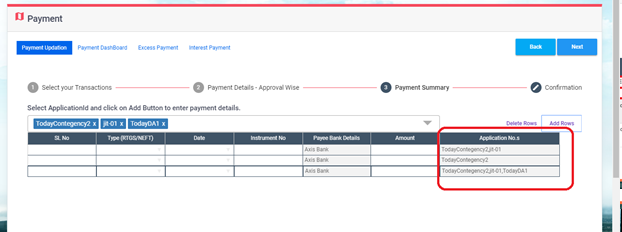 Payment
Payment Updation Payment DashBoard Excess Payment Interest Payment Back Next
1 Select your Transactions 2 Payment Details - Approval Wise 3 Payment Summary Confirmation
Select ApplicationId and click on Add Button to enter payment details.
TodayContegency2 x jit-01 x TodayDA1 x Delete Rows Add Rows
SL No Type (RTGS/NEFT) Date Instrument No Payee Bank Details Amount Application No.s
Axis Bank TodayContegency2,jit-01
Axis Bank TodayContegency2
Axis Bank TodayContegency2,jit-01,TodayDA1